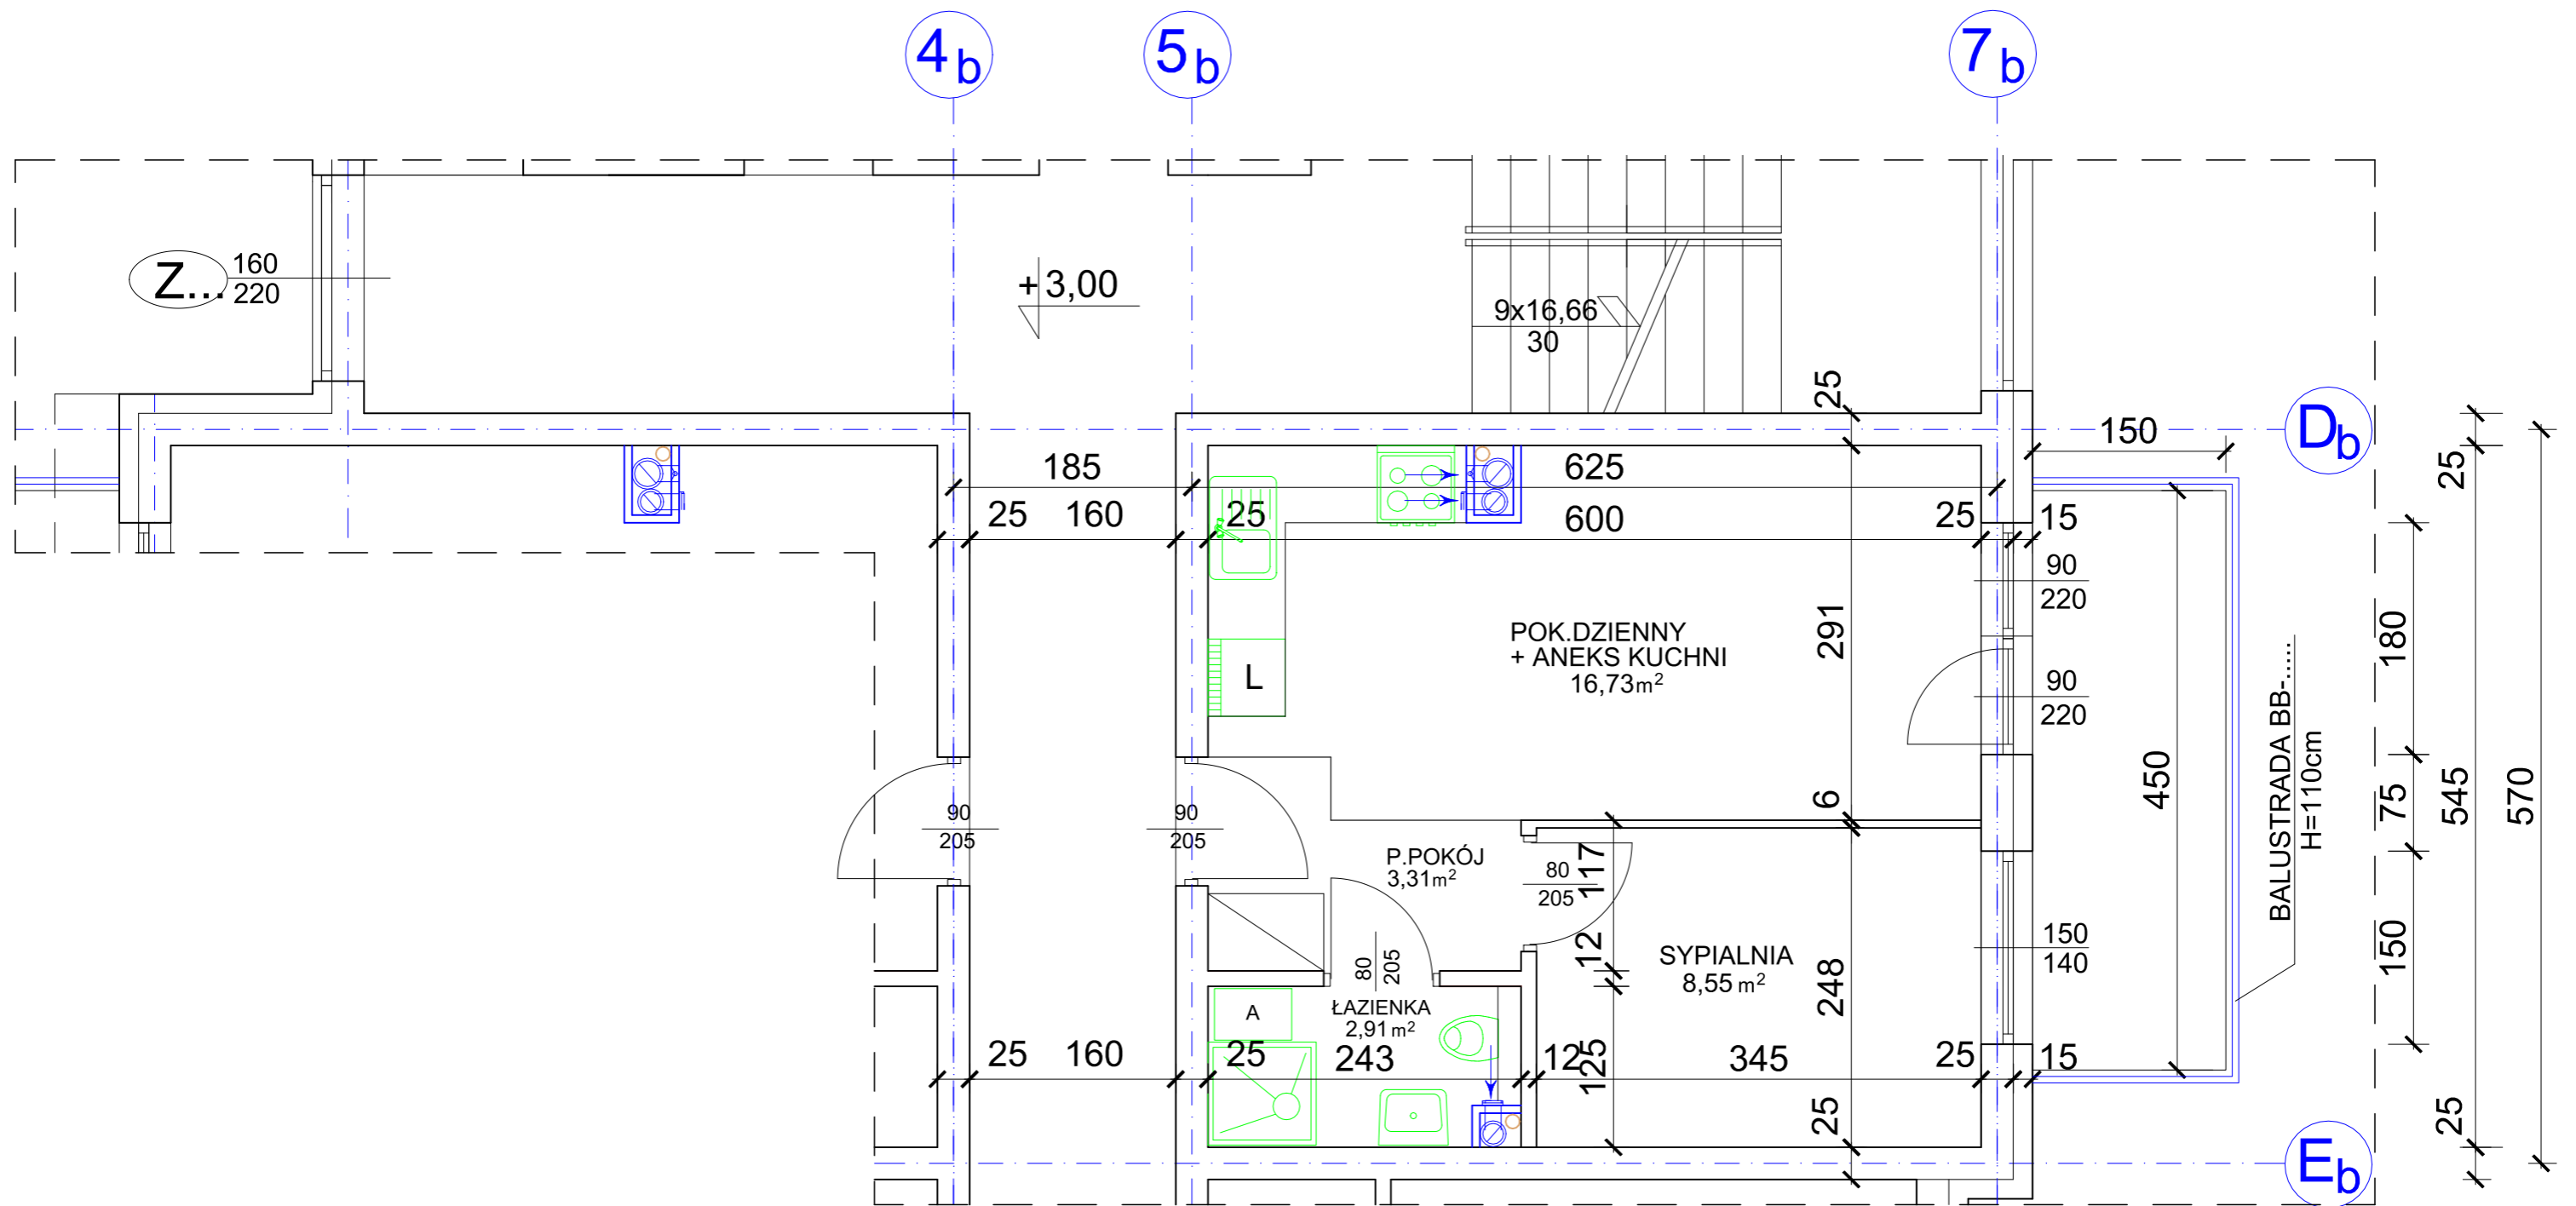 4b
5b
7b
Z...
160
220
+3,00
9x16,66
30
25
Db
150
185
625
25
160
25
600
25
15
25
90
220
291
L
POK.DZIENNY
+ ANEKS KUCHNI
16,73m²
90
220
180
BALUSTRADA BB-.....
H=110cm
450
6
75
545
570
90
205
90
205
P.POKÓJ
3,31m²
80
205
117
12
150
140
150
80
205
SYPIALNIA
8,55 m²
248
A
ŁAZIENKA
2,91 m²
25
160
25
243
12
125
345
25
15
25
25
Eb